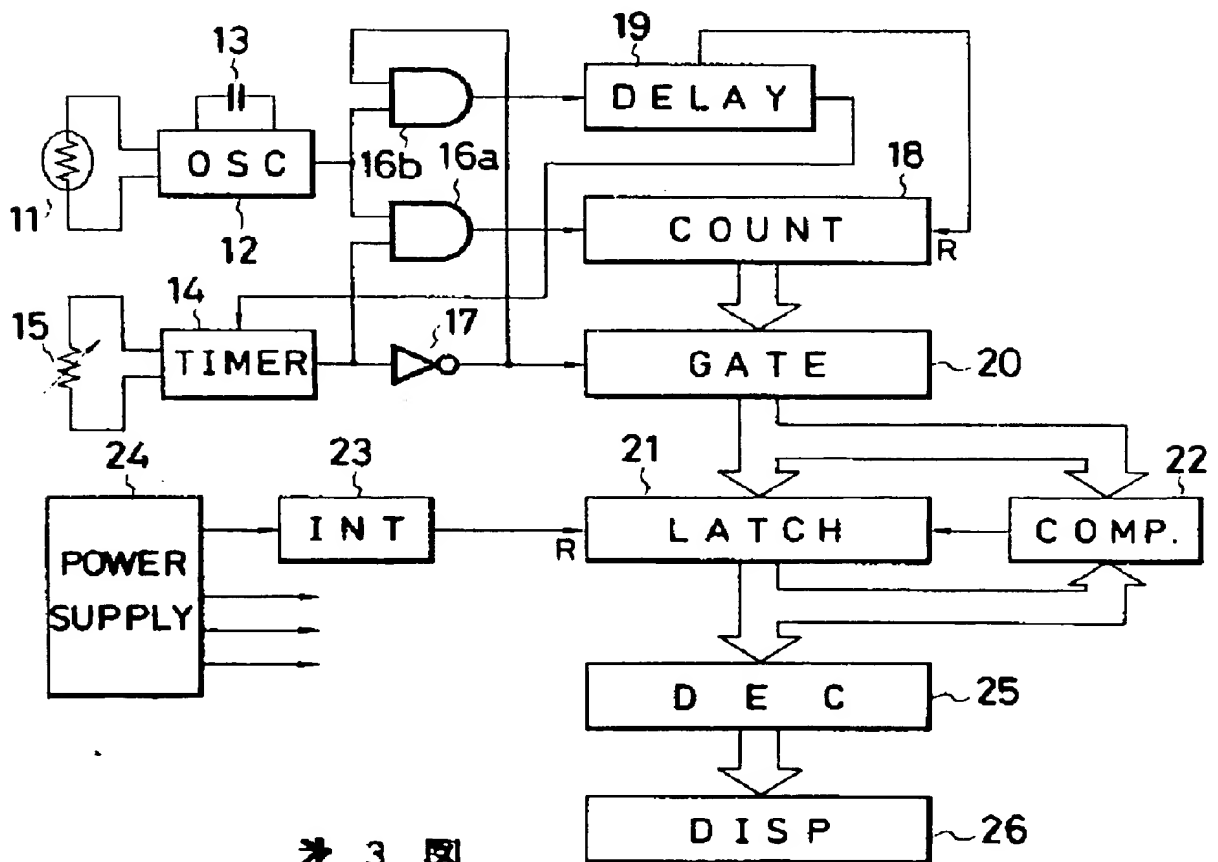 13
19
DELAY
OSC
11
12
16b
16a
18
COUNT
R
14
15
TIMER
17
GATE
20
24
23
21
22
POWER
SUPPLY
INT
R
LATCH
COMP.
DEC
25
DISP
26
3 図